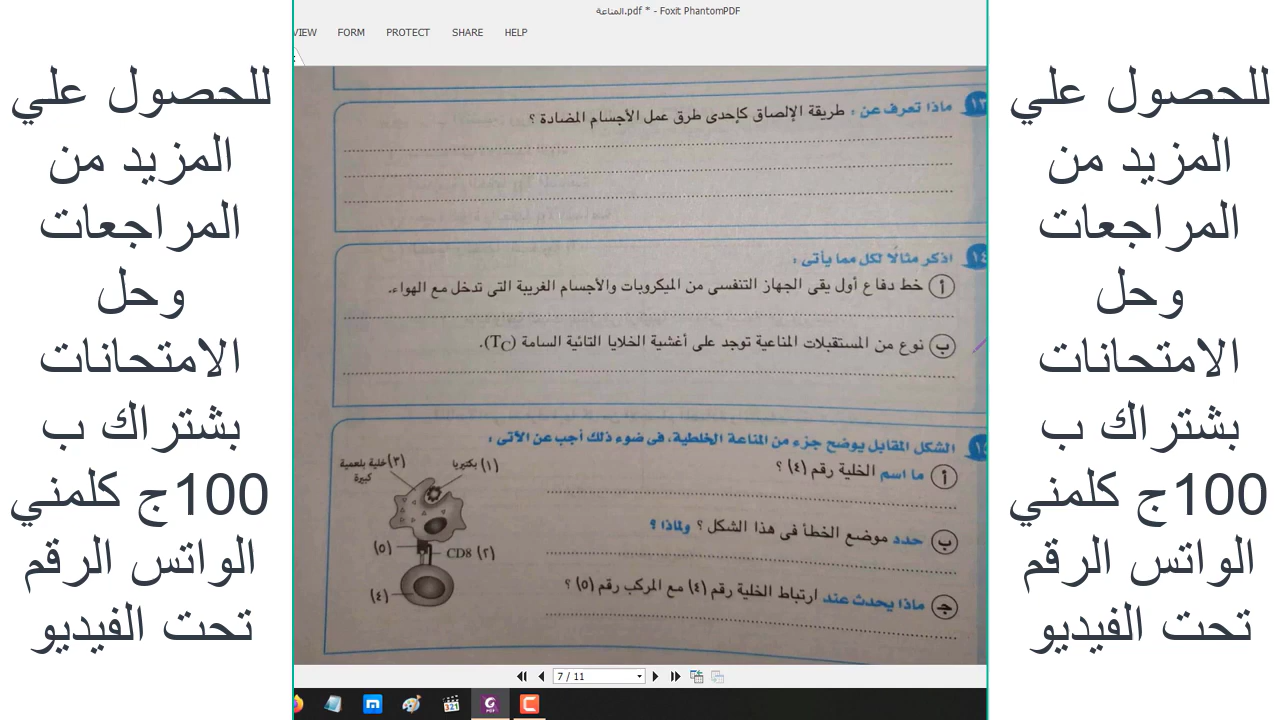 للحصول علي
المزيد من
المراجعات
وحل
الامتحانات
بشتراك ب
100ج كلمني
الواتس الرقم
تحت الفيديو
المناعة.pdf * - Foxit PhantomPDF
VIEW FORM PROTECT SHARE HELP
١٣ ماذا تعرف عن : طريقة الإلصاق كإحدى طرق عمل الأجسام المضادة ؟
١٤ اذكر مثالًا لكل مما يأتى :
أ خط دفاع أول يقى الجهاز التنفسى من الميكروبات والأجسام الغريبة التى تدخل مع الهواء.
ب نوع من المستقبلات المناعية توجد على أغشية الخلايا التائية السامة (TC).
الشكل المقابل يوضح جزء من المناعة الخلطية، فى ضوء ذلك أجب عن الآتى :
أ ما اسم الخلية رقم (٤) ؟
ب حدد موضع الخطأ فى هذا الشكل ؟ ولماذا ؟
جـ ماذا يحدث عند ارتباط الخلية رقم (٤) مع المركب رقم (٥) ؟
(١) بكتيريا
(٣) خلية بلعمية
كبيرة
(٥)
CD8 (٢)
(٤)
7 / 11
321
PDF
للحصول علي
المزيد من
المراجعات
وحل
الامتحانات
بشتراك ب
100ج كلمني
الواتس الرقم
تحت الفيديو